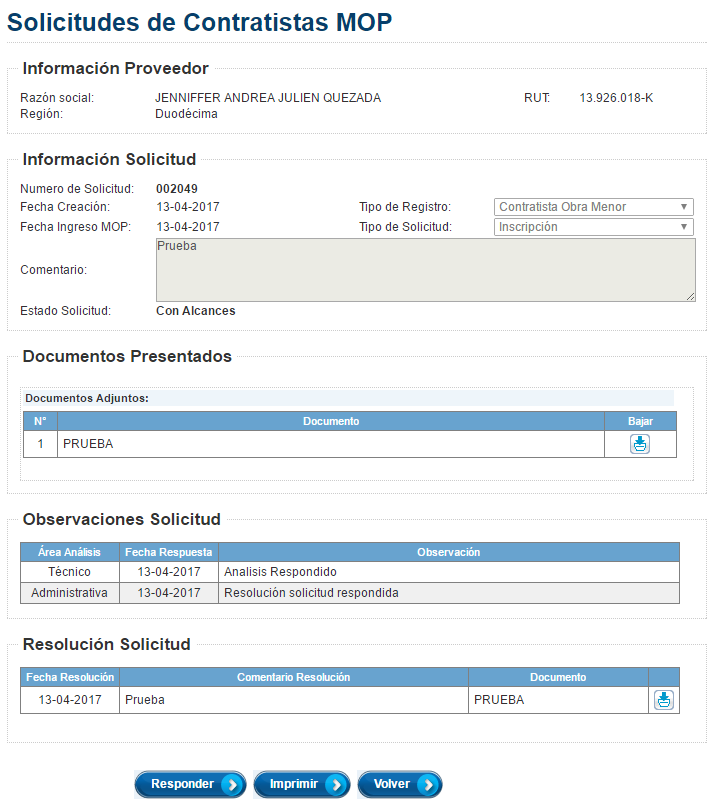 Solicitudes de Contratistas MOP
Información Proveedor
Razón social: JENNIFFER ANDREA JULIEN QUEZADA RUT: 13.926.018-K
Región: Duodécima
Información Solicitud
Numero de Solicitud: 002049
Fecha Creación: 13-04-2017 Tipo de Registro: Contratista Obra Menor
Fecha Ingreso MOP: 13-04-2017 Tipo de Solicitud: Inscripción
Comentario: Prueba
Estado Solicitud: Con Alcances
Documentos Presentados
Documentos Adjuntos:
N° Documento Bajar
1 PRUEBA
Observaciones Solicitud
Área Análisis Fecha Respuesta Observación
Técnico 13-04-2017 Analisis Respondido
Administrativa 13-04-2017 Resolución solicitud respondida
Resolución Solicitud
Fecha Resolución Comentario Resolución Documento
13-04-2017 Prueba PRUEBA
Responder Imprimir Volver